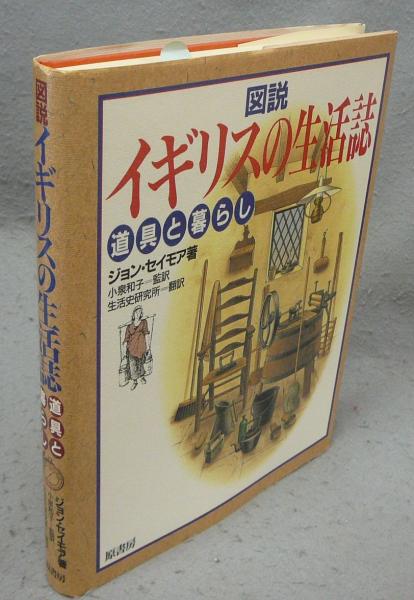 図説
イギリスの生活誌
道具と暮らし
ジョン・セイモア著
小泉和子―監訳
生活史研究所―翻訳
図説
イギリスの生活誌
道具と暮らし
ジョン・セイモア著
原書房